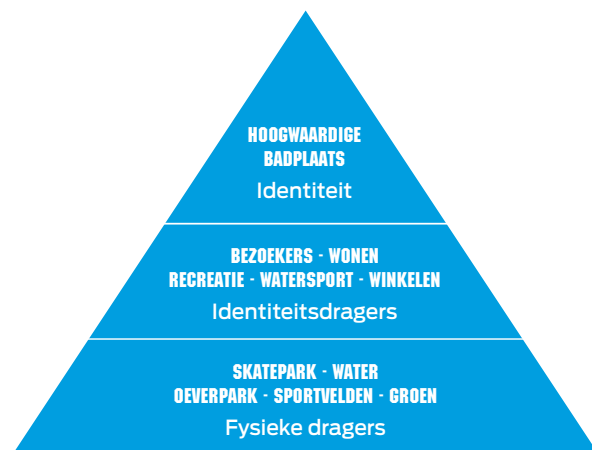 HOOGWAARDIGE
BADPLAATS
Identiteit
BEZOEKERS - WONEN
RECREATIE - WATERSPORT - WINKELEN
Identiteitsdragers
SKATEPARK - WATER
OEVERPARK - SPORTVELDEN - GROEN
Fysieke dragers